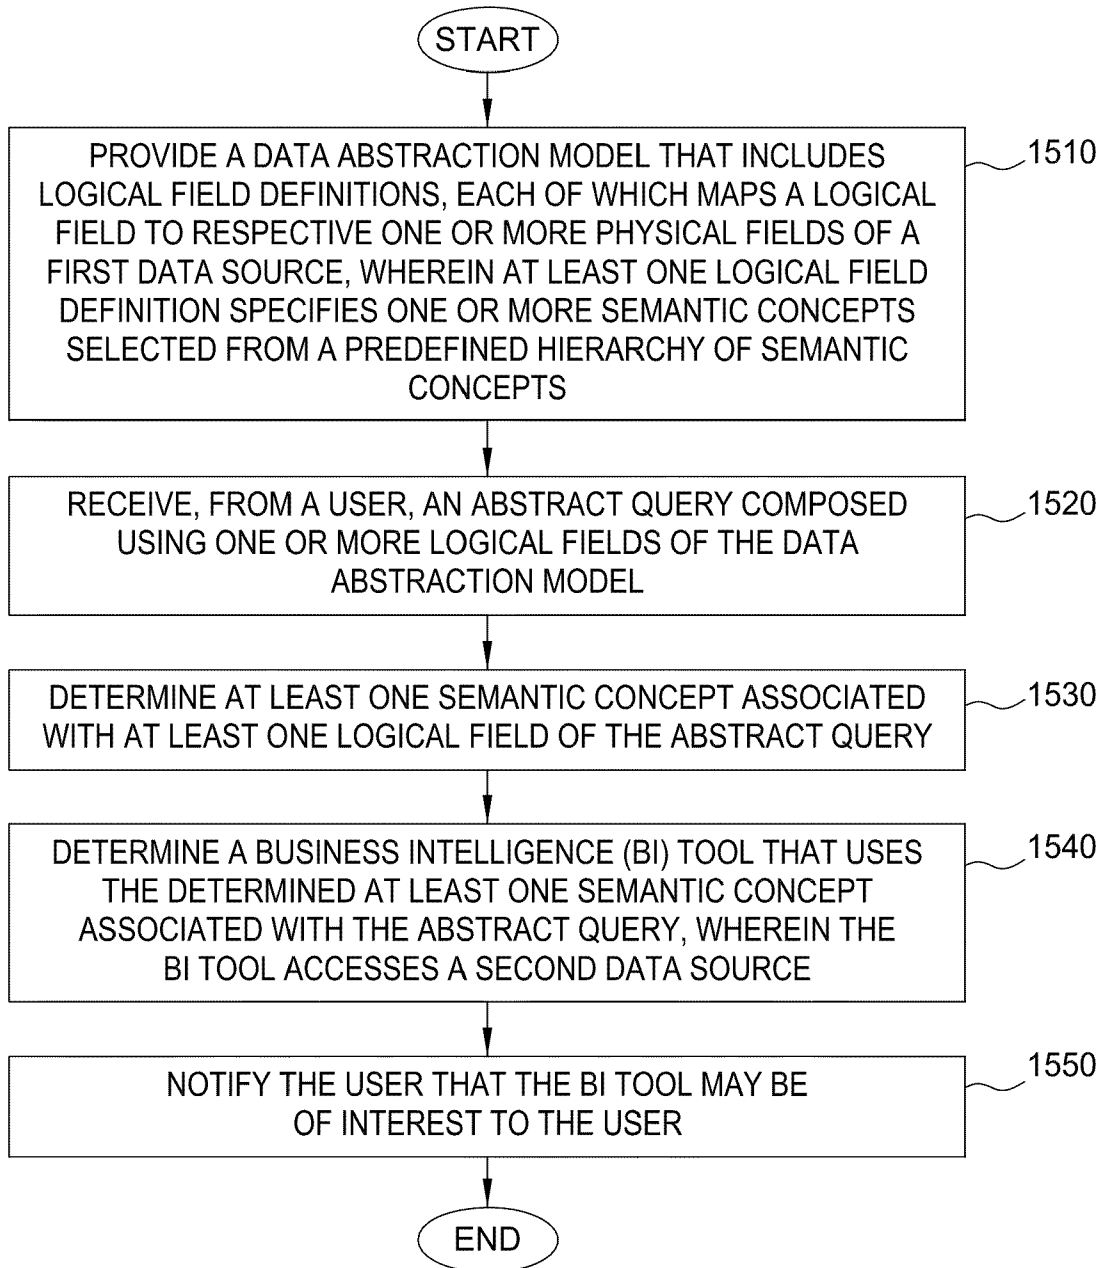 START
PROVIDE A DATA ABSTRACTION MODEL THAT INCLUDES
LOGICAL FIELD DEFINITIONS, EACH OF WHICH MAPS A LOGICAL
FIELD TO RESPECTIVE ONE OR MORE PHYSICAL FIELDS OF A
FIRST DATA SOURCE, WHEREIN AT LEAST ONE LOGICAL FIELD
DEFINITION SPECIFIES ONE OR MORE SEMANTIC CONCEPTS
SELECTED FROM A PREDEFINED HIERARCHY OF SEMANTIC
CONCEPTS
1510
RECEIVE, FROM A USER, AN ABSTRACT QUERY COMPOSED
USING ONE OR MORE LOGICAL FIELDS OF THE DATA
ABSTRACTION MODEL
1520
DETERMINE AT LEAST ONE SEMANTIC CONCEPT ASSOCIATED
WITH AT LEAST ONE LOGICAL FIELD OF THE ABSTRACT QUERY
1530
DETERMINE A BUSINESS INTELLIGENCE (BI) TOOL THAT USES
THE DETERMINED AT LEAST ONE SEMANTIC CONCEPT
ASSOCIATED WITH THE ABSTRACT QUERY, WHEREIN THE
BI TOOL ACCESSES A SECOND DATA SOURCE
1540
NOTIFY THE USER THAT THE BI TOOL MAY BE
OF INTEREST TO THE USER
1550
END